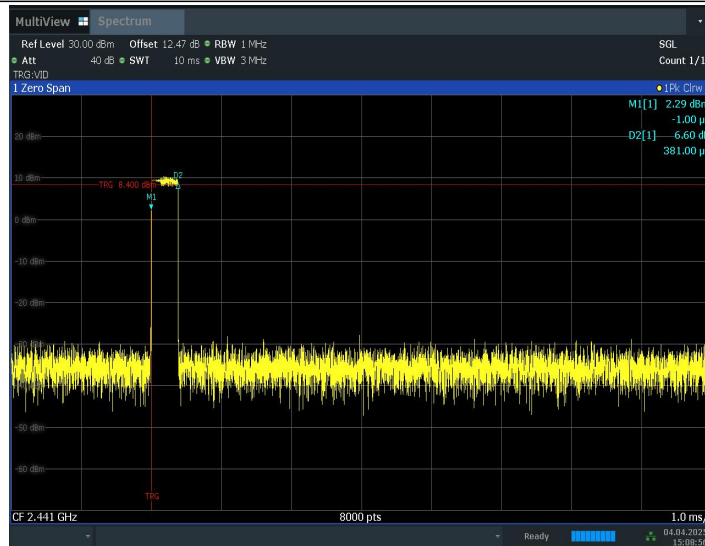 MultiView Spectrum
Ref Level 30.00 dBm Offset 12.47 dB RBW 1 MHz SGL
Att 40 dB SWT 10 ms VBW 3 MHz Count 1/1
TRG:VID
1 Zero Span 1Pk Clrw
M1[1] 2.29 dBm
-1.00 µ
D2[1] 6.60 d
381.00 µ
20 dBm
10 dBm
D2
TRG 8.400 dBm
M1
0 dBm
-10 dBm
-20 dBm
-50 dBm
-60 dBm
TRG
CF 2.441 GHz 8000 pts 1.0 ms/
Ready 04.04.2025
15:08:56